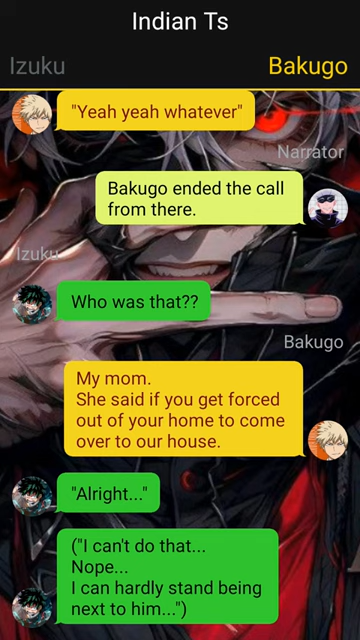 Indian Ts
Izuku
Bakugo
"Yeah yeah whatever"
Narrator
Bakugo ended the call
from there.
Izuku
Who was that??
Bakugo
My mom.
She said if you get forced
out of your home to come
over to our house.
"Alright..."
("I can't do that...
Nope...
I can hardly stand being
next to him...")